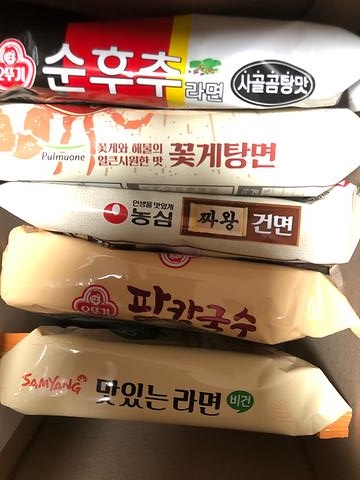 오뚜기
순후추라면
사골곰탕맛
Pulmuone
꽃게와 해물의
얼큰시원한 맛
꽃게탕면
인생을 맛있게
농심
짜왕
건면
오뚜기
파칼국수
SAMYANG
맛있는라면
비건